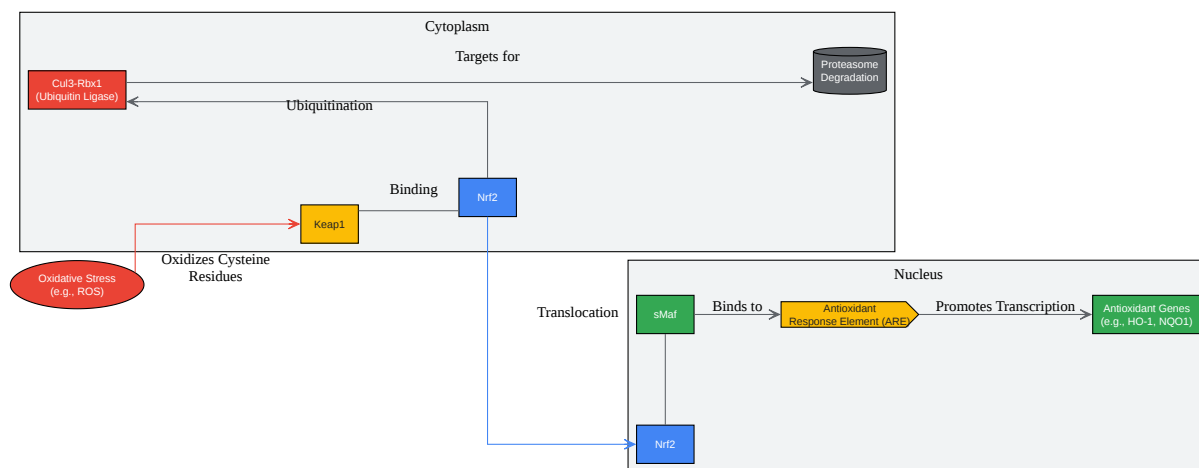 Cytoplasm
Targets for
Proteasome
Degradation
Cul3-Rbx1
(Ubiquitin Ligase)
Ubiquitination
Binding
Nrf2
Keap1
Oxidizes Cysteine
Residues
Oxidative Stress
(e.g., ROS)
Nucleus
Translocation
sMaf
Binds to
Antioxidant
Response Element (ARE)
Promotes Transcription
Antioxidant Genes
(e.g., HO-1, NQO1)
Nrf2